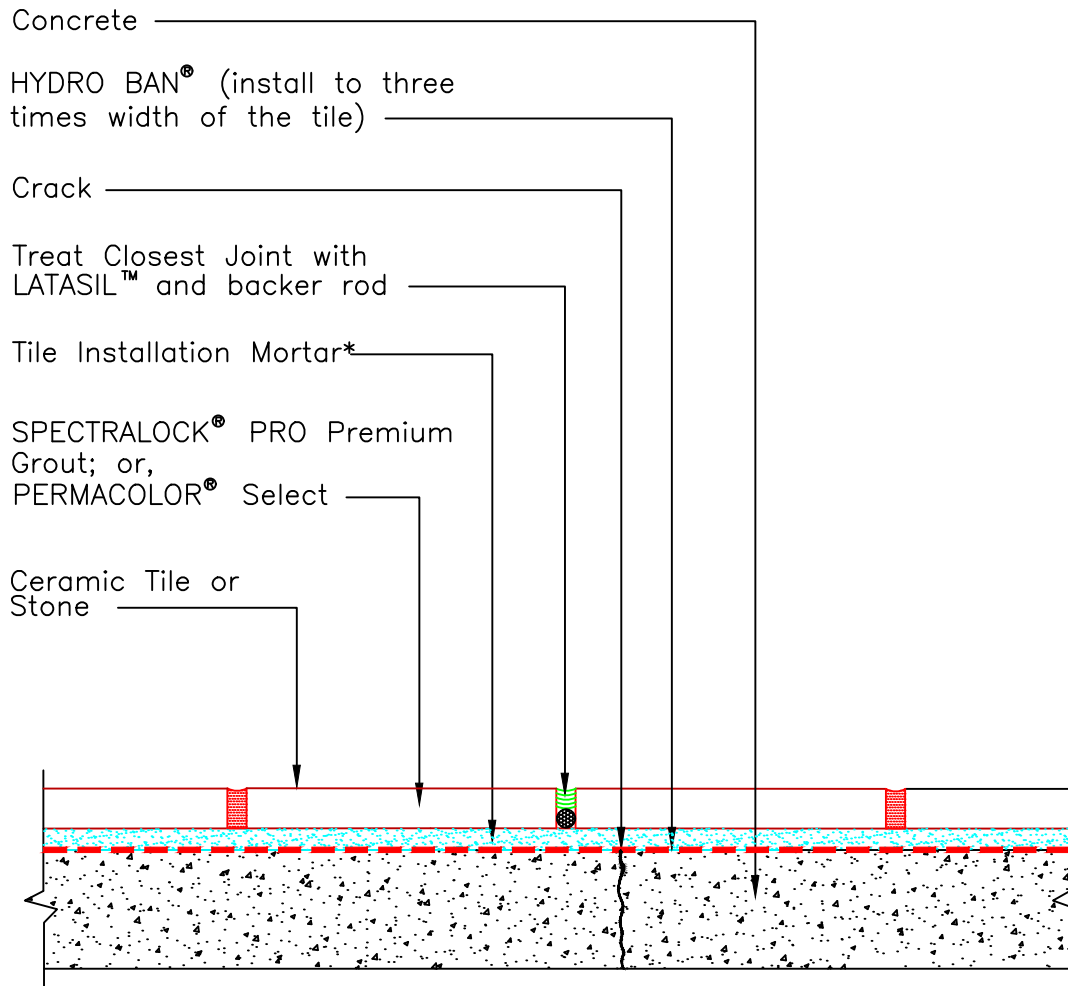 Concrete
HYDRO BAN® (install to three
times width of the tile)
Crack
Treat Closest Joint with
LATASIL™ and backer rod
Tile Installation Mortar*
SPECTRALOCK® PRO Premium
Grout; or,
PERMACOLOR® Select
Ceramic Tile or
Stone